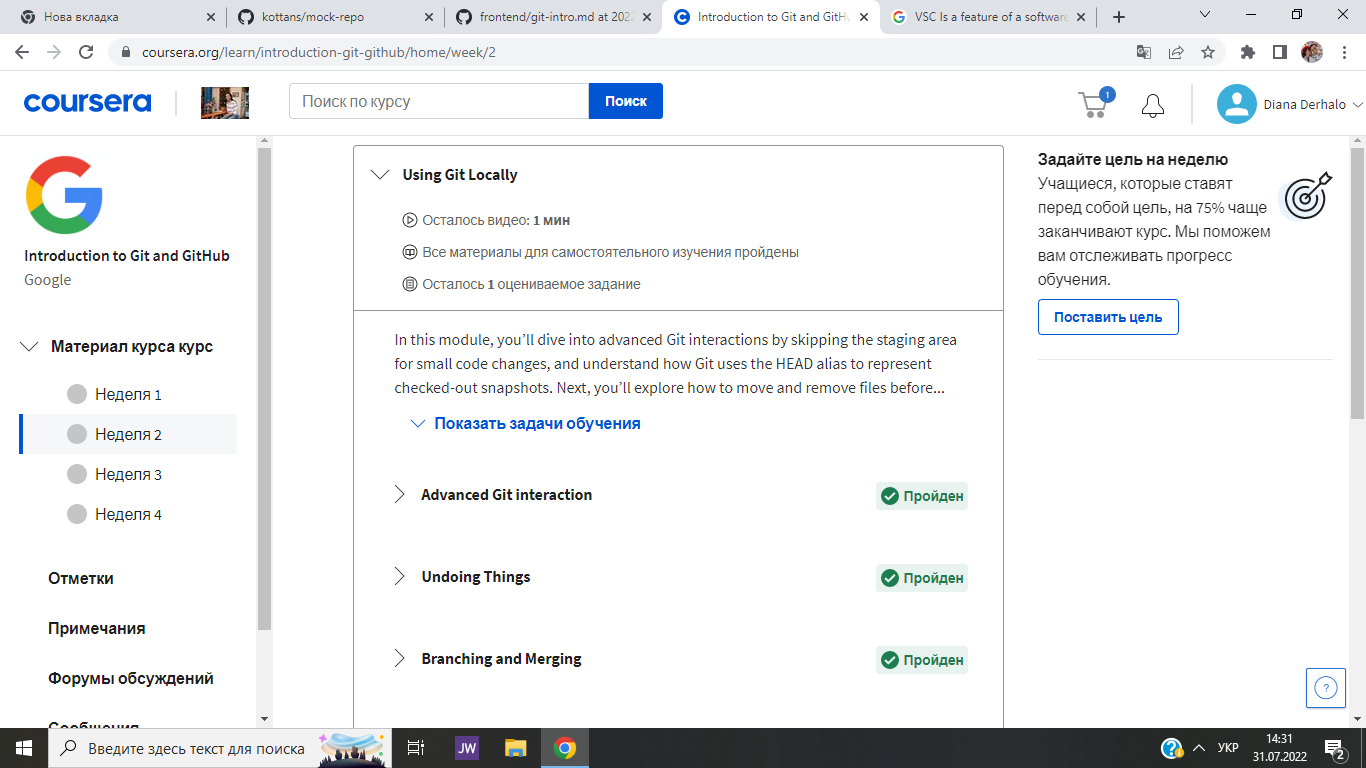 Нова вкладка
kottans/mock-repo
frontend/git-intro.md at 2022
Introduction to Git and GitHu
VSC Is a feature of a software
coursera.org/learn/introduction-git-github/home/week/2
coursera
Поиск по курсу
Поиск
1
Diana Derhalo
Introduction to Git and GitHub
Google
Материал курса курс
Неделя 1
Неделя 2
Неделя 3
Неделя 4
Отметки
Примечания
Форумы обсуждений
Сообщения
Using Git Locally
Осталось видео: 1 мин
Все материалы для самостоятельного изучения пройдены
Осталось 1 оцениваемое задание
In this module, you’ll dive into advanced Git interactions by skipping the staging area
for small code changes, and understand how Git uses the HEAD alias to represent
checked-out snapshots. Next, you’ll explore how to move and remove files before...
Показать задачи обучения
Advanced Git interaction
Пройден
Undoing Things
Пройден
Branching and Merging
Пройден
Задайте цель на неделю
Учащиеся, которые ставят
перед собой цель, на 75% чаще
заканчивают курс. Мы поможем
вам отслеживать прогресс
обучения.
Поставить цель
?
Введите здесь текст для поиска
JW
?
УКР
14:31
31.07.2022
2